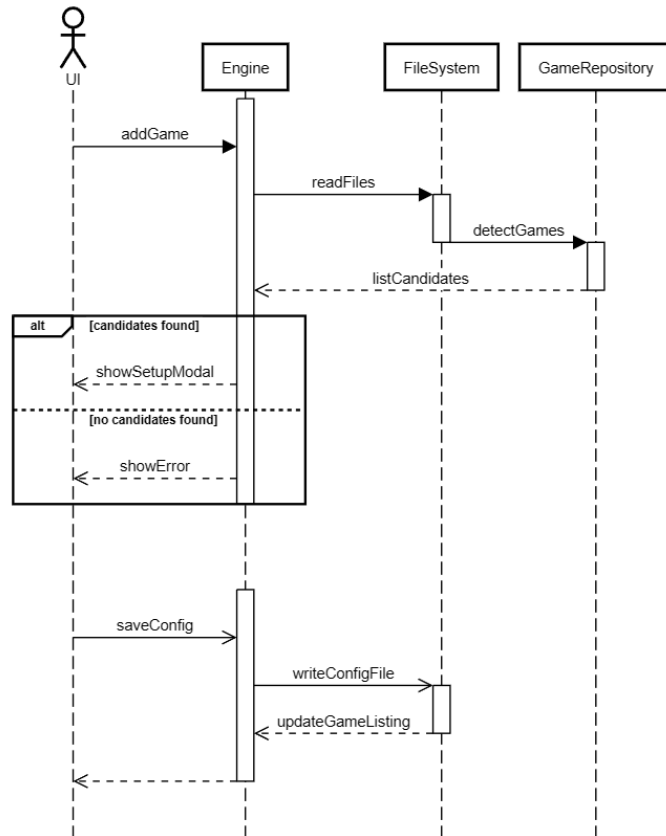 UI
Engine
FileSystem
GameRepository
addGame
readFiles
detectGames
listCandidates
alt
[candidates found]
showSetupModal
[no candidates found]
showError
saveConfig
writeConfigFile
updateGameListing